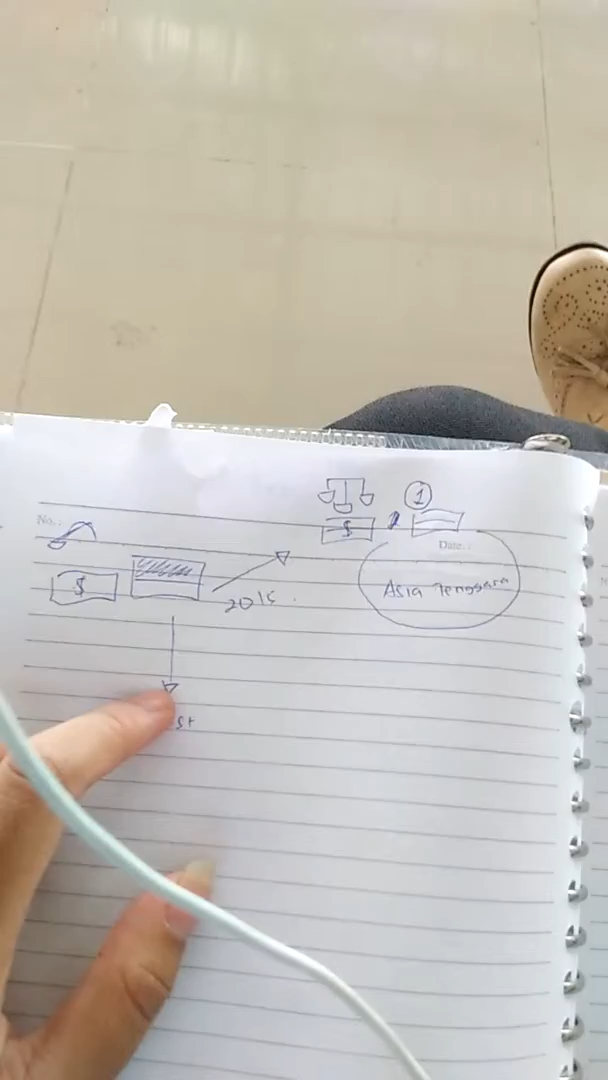 ①
No.:
$
Date.:
$
Asia Tenggara
2015